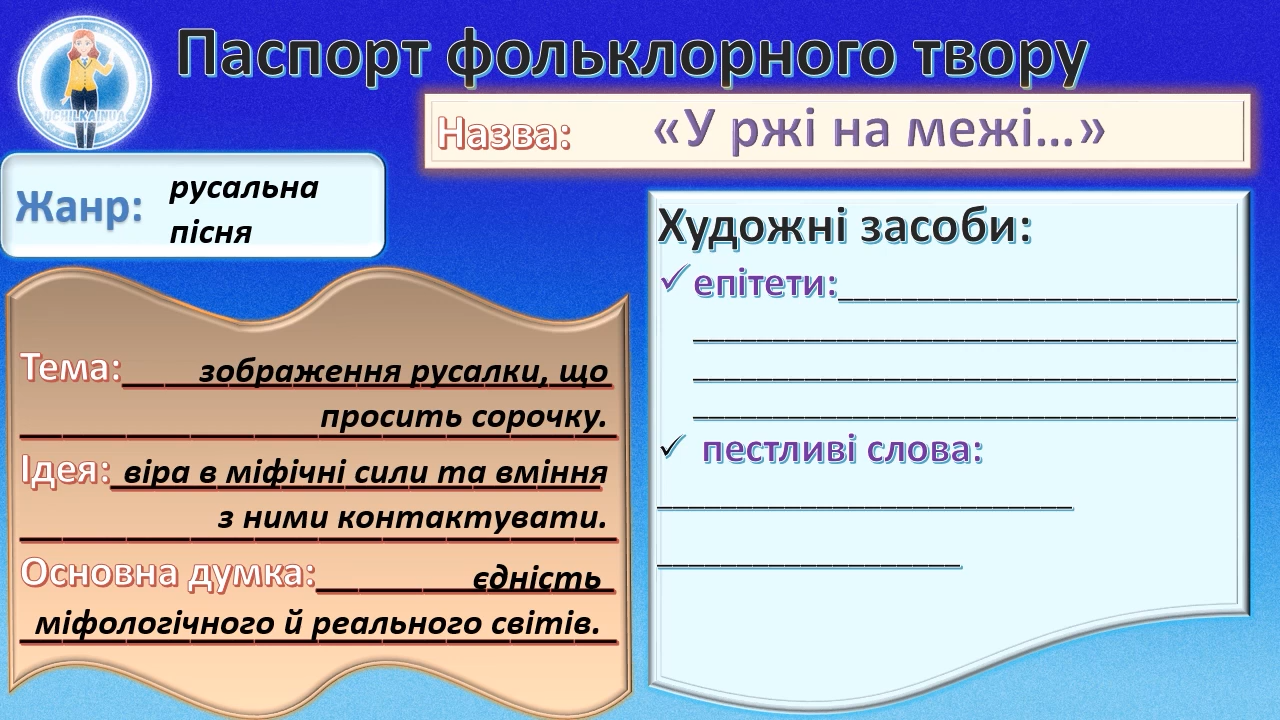 Паспорт фольклорного твору
Назва: «У ржі на межі...»
Жанр: русальна
пісня
Тема: зображення русалки, що
просить сорочку.
Ідея: віра в міфічні сили та вміння
з ними контактувати.
Основна думка: єдність
міфологічного й реального світів.
Художні засоби:
✓ епітети:
✓ пестливі слова:
UCHILKAINUA